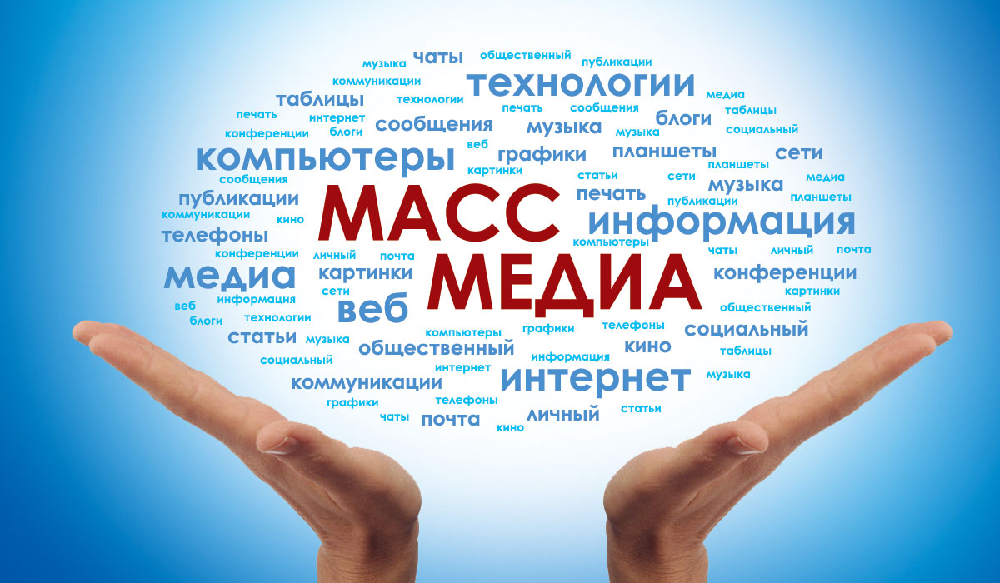 чаты общественный
музыка публикации
коммуникации технологии медиа
таблицы технологии печать сообщения таблицы
печать интернет сообщения музыка блоги
конференции блоги музыка социальный
компьютеры веб графики планшеты сети
картинки планшеты
сообщения статьи сети медиа
публикации МАСС печать музыка
публикации планшеты
коммуникации кино информация
телефоны компьютеры
конференции личный почта чаты личный почта
медиа картинки МЕДИА конференции
сети картинки
веб информация веб общественный
блоги технологии
статьи музыка компьютеры графики телефоны социальный
общественный кино таблицы
социальный интернет информация
коммуникации интернет музыка
графики телефоны
чаты почта личный статьи
кино